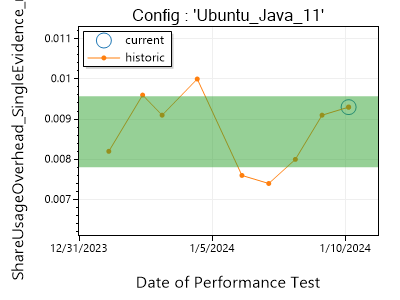 Config : 'Ubuntu_Java_11'
current
historic
0.011
0.01
0.009
0.008
0.007
ShareUsageOverhead_SingleEvidence_
12/31/2023
1/5/2024
1/10/2024
Date of Performance Test